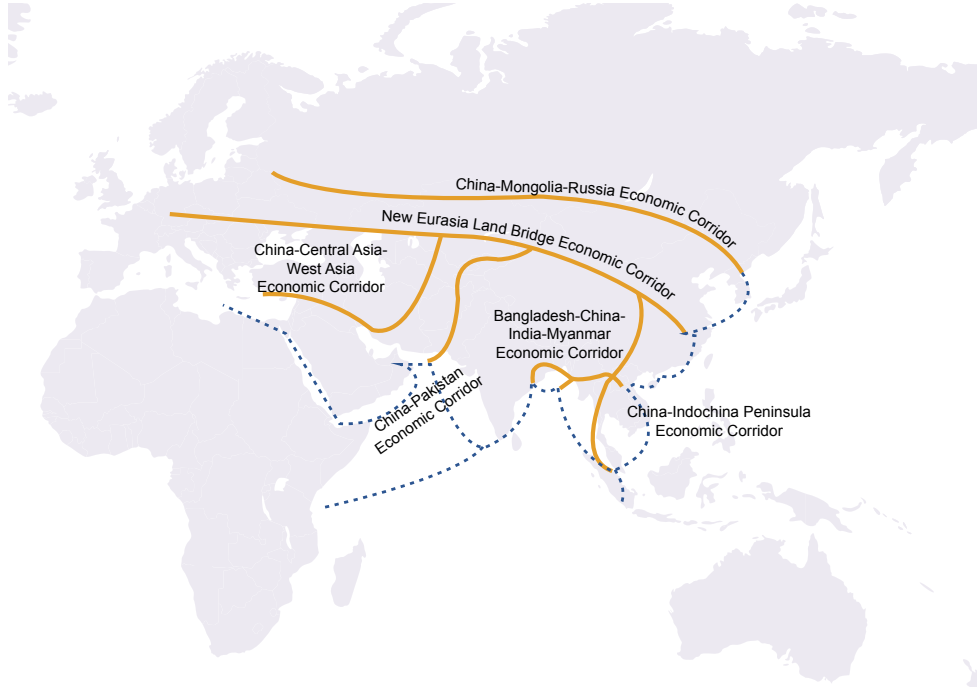 China-Mongolia-Russia Economic Corridor
New Eurasia Land Bridge Economic Corridor
China-Central Asia-
West Asia
Economic Corridor
Bangladesh-China-
India-Myanmar
Economic Corridor
China-Pakistan
Economic Corridor
China-Indochina Peninsula
Economic Corridor